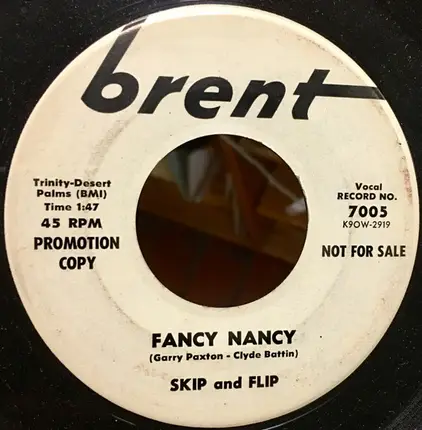 brent
Trinity-Desert
Palms (BMI)
Time 1:47
45 RPM
PROMOTION
COPY
Vocal
RECORD NO.
7005
K9OW-2919
NOT FOR SALE
FANCY NANCY
(Garry Paxton - Clyde Battin)
SKIP and FLIP